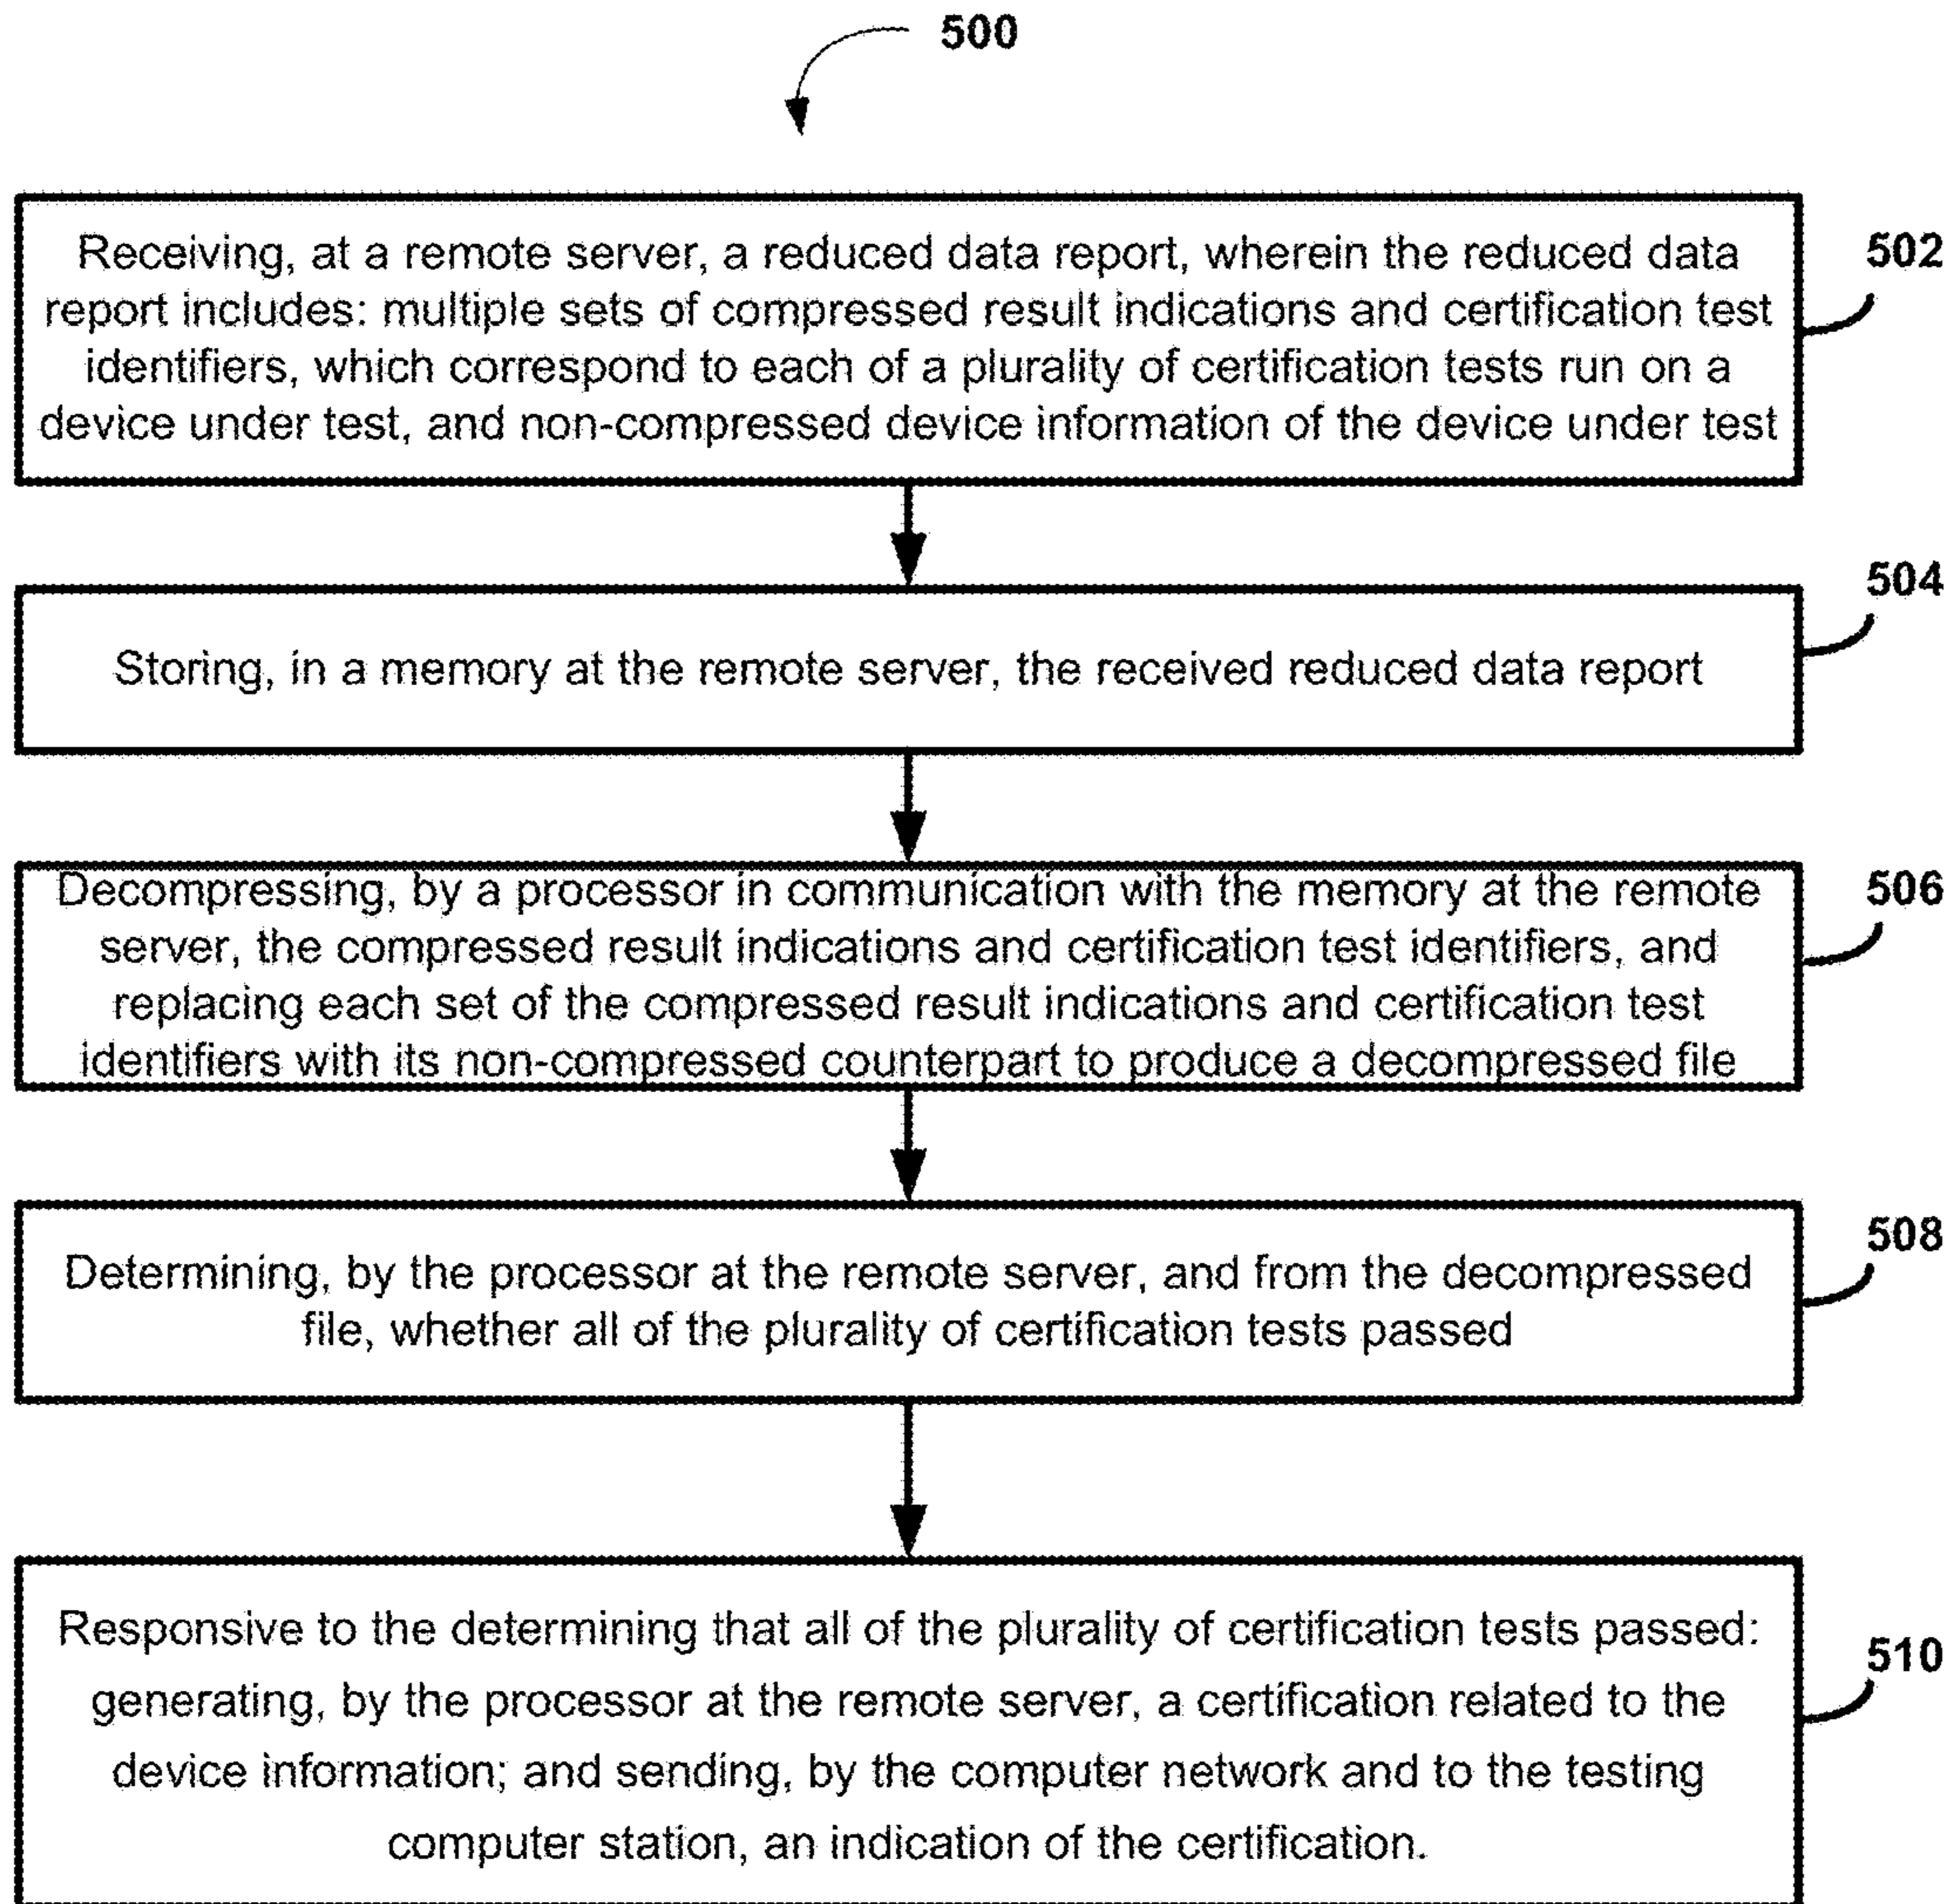 500
Receiving, at a remote server, a reduced data report, wherein the reduced data
report includes: multiple sets of compressed result indications and certification test
identifiers, which correspond to each of a plurality of certification tests run on a
device under test, and non-compressed device information of the device under test
502
Storing, in a memory at the remote server, the received reduced data report
504
Decompressing, by a processor in communication with the memory at the remote
server, the compressed result indications and certification test identifiers, and
replacing each set of the compressed result indications and certification test
identifiers with its non-compressed counterpart to produce a decompressed file
506
Determining, by the processor at the remote server, and from the decompressed
file, whether all of the plurality of certification tests passed
508
Responsive to the determining that all of the plurality of certification tests passed:
generating, by the processor at the remote server, a certification related to the
device information; and sending, by the computer network and to the testing
computer station, an indication of the certification.
510